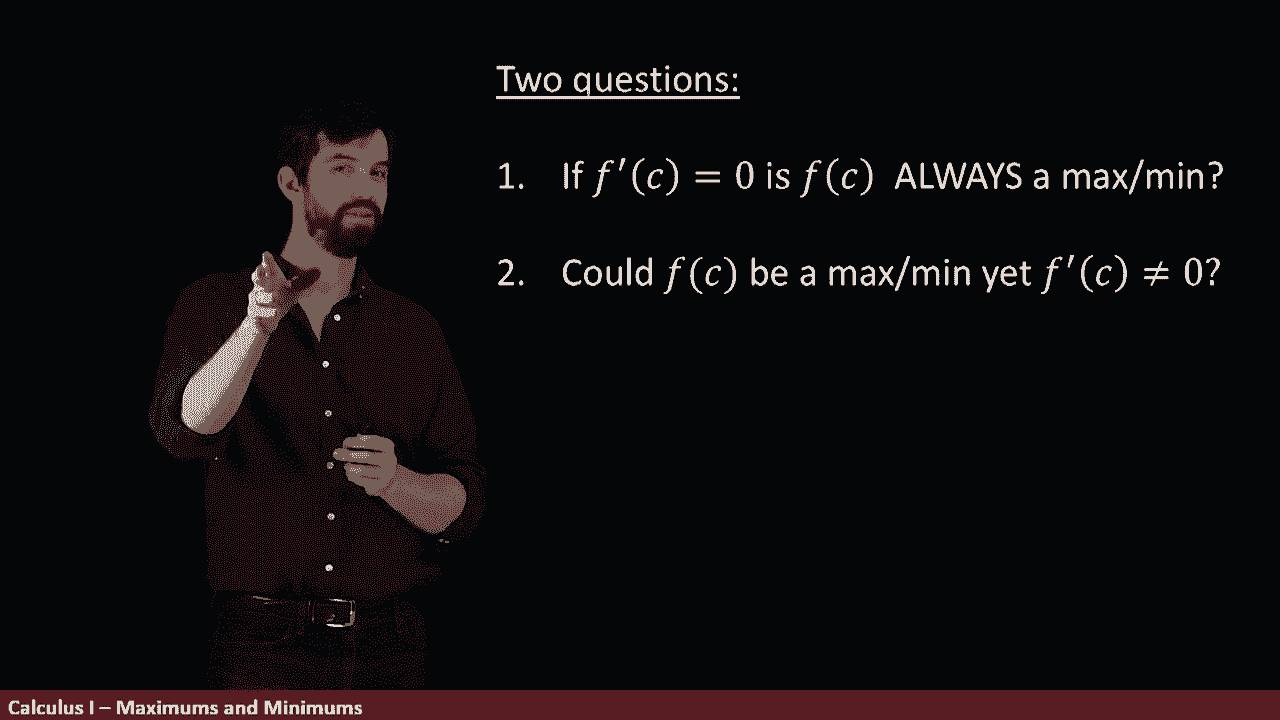 Two questions:
1. If f′(c) = 0 is f(c) ALWAYS a max/min?
2. Could f(c) be a max/min yet f′(c) ≠ 0?
Calculus I – Maximums and Minimums